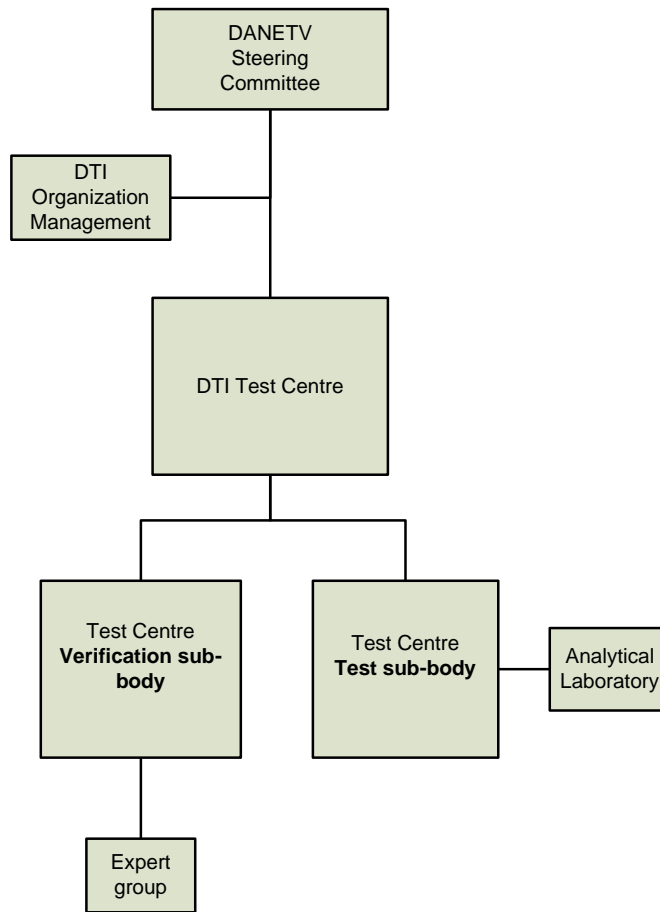 DANETV
Steering
Committee
DTI
Organization
Management
DTI Test Centre
Test Centre
Verification sub-
body
Test Centre
Test sub-body
Analytical
Laboratory
Expert
group